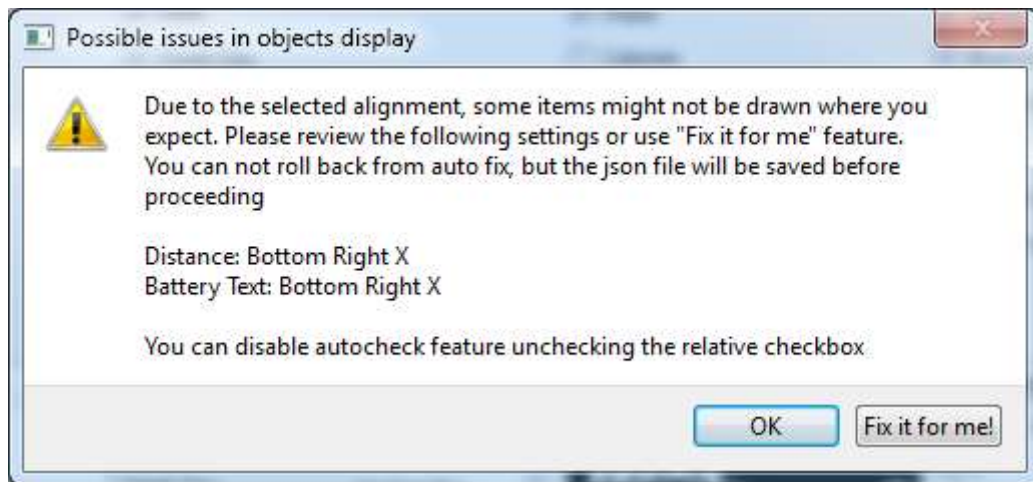 Possible issues in objects display
Due to the selected alignment, some items might not be drawn where you
expect. Please review the following settings or use "Fix it for me" feature.
You can not roll back from auto fix, but the json file will be saved before
proceeding
Distance: Bottom Right X
Battery Text: Bottom Right X
You can disable autocheck feature unchecking the relative checkbox
OK
Fix it for me!